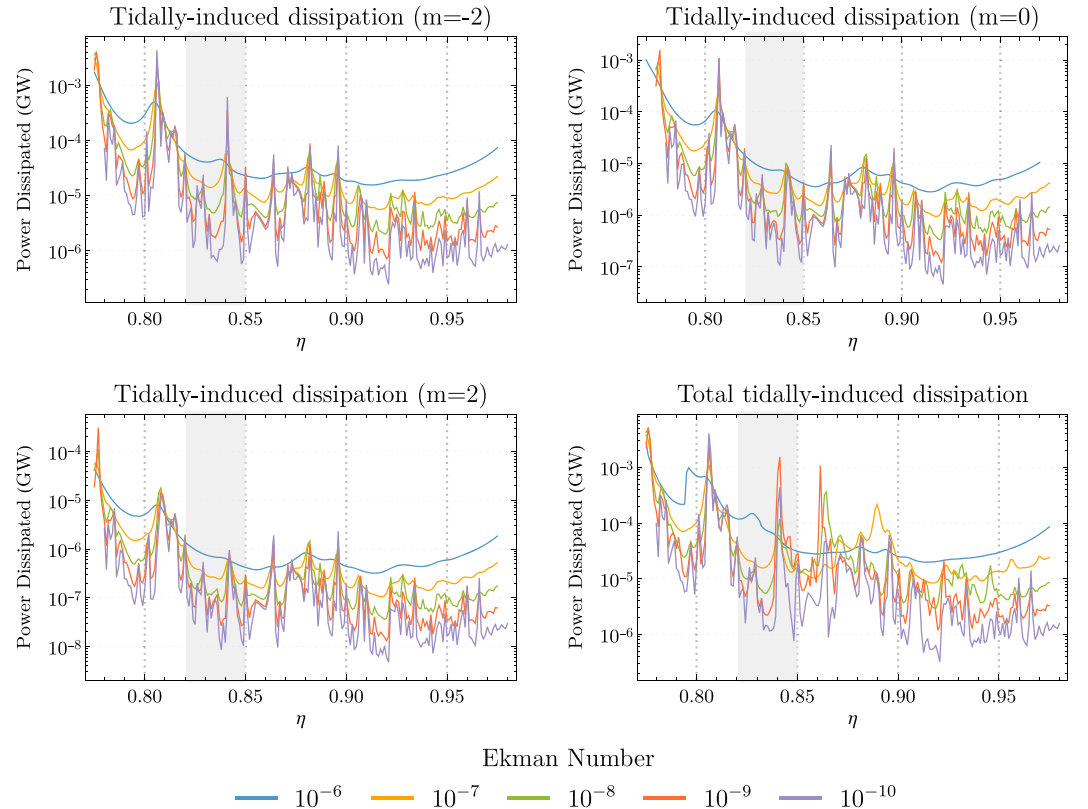 Tidally-induced dissipation (m=-2)
Power Dissipated (GW)
10⁻³
10⁻⁴
10⁻⁵
10⁻⁶
0.80 0.85 0.90 0.95
η
Tidally-induced dissipation (m=0)
Power Dissipated (GW)
10⁻³
10⁻⁴
10⁻⁵
10⁻⁶
10⁻⁷
0.80 0.85 0.90 0.95
η
Tidally-induced dissipation (m=2)
Power Dissipated (GW)
10⁻⁴
10⁻⁵
10⁻⁶
10⁻⁷
10⁻⁸
0.80 0.85 0.90 0.95
η
Total tidally-induced dissipation
Power Dissipated (GW)
10⁻³
10⁻⁴
10⁻⁵
10⁻⁶
0.80 0.85 0.90 0.95
η
Ekman Number
10⁻⁶ 10⁻⁷ 10⁻⁸ 10⁻⁹ 10⁻¹⁰